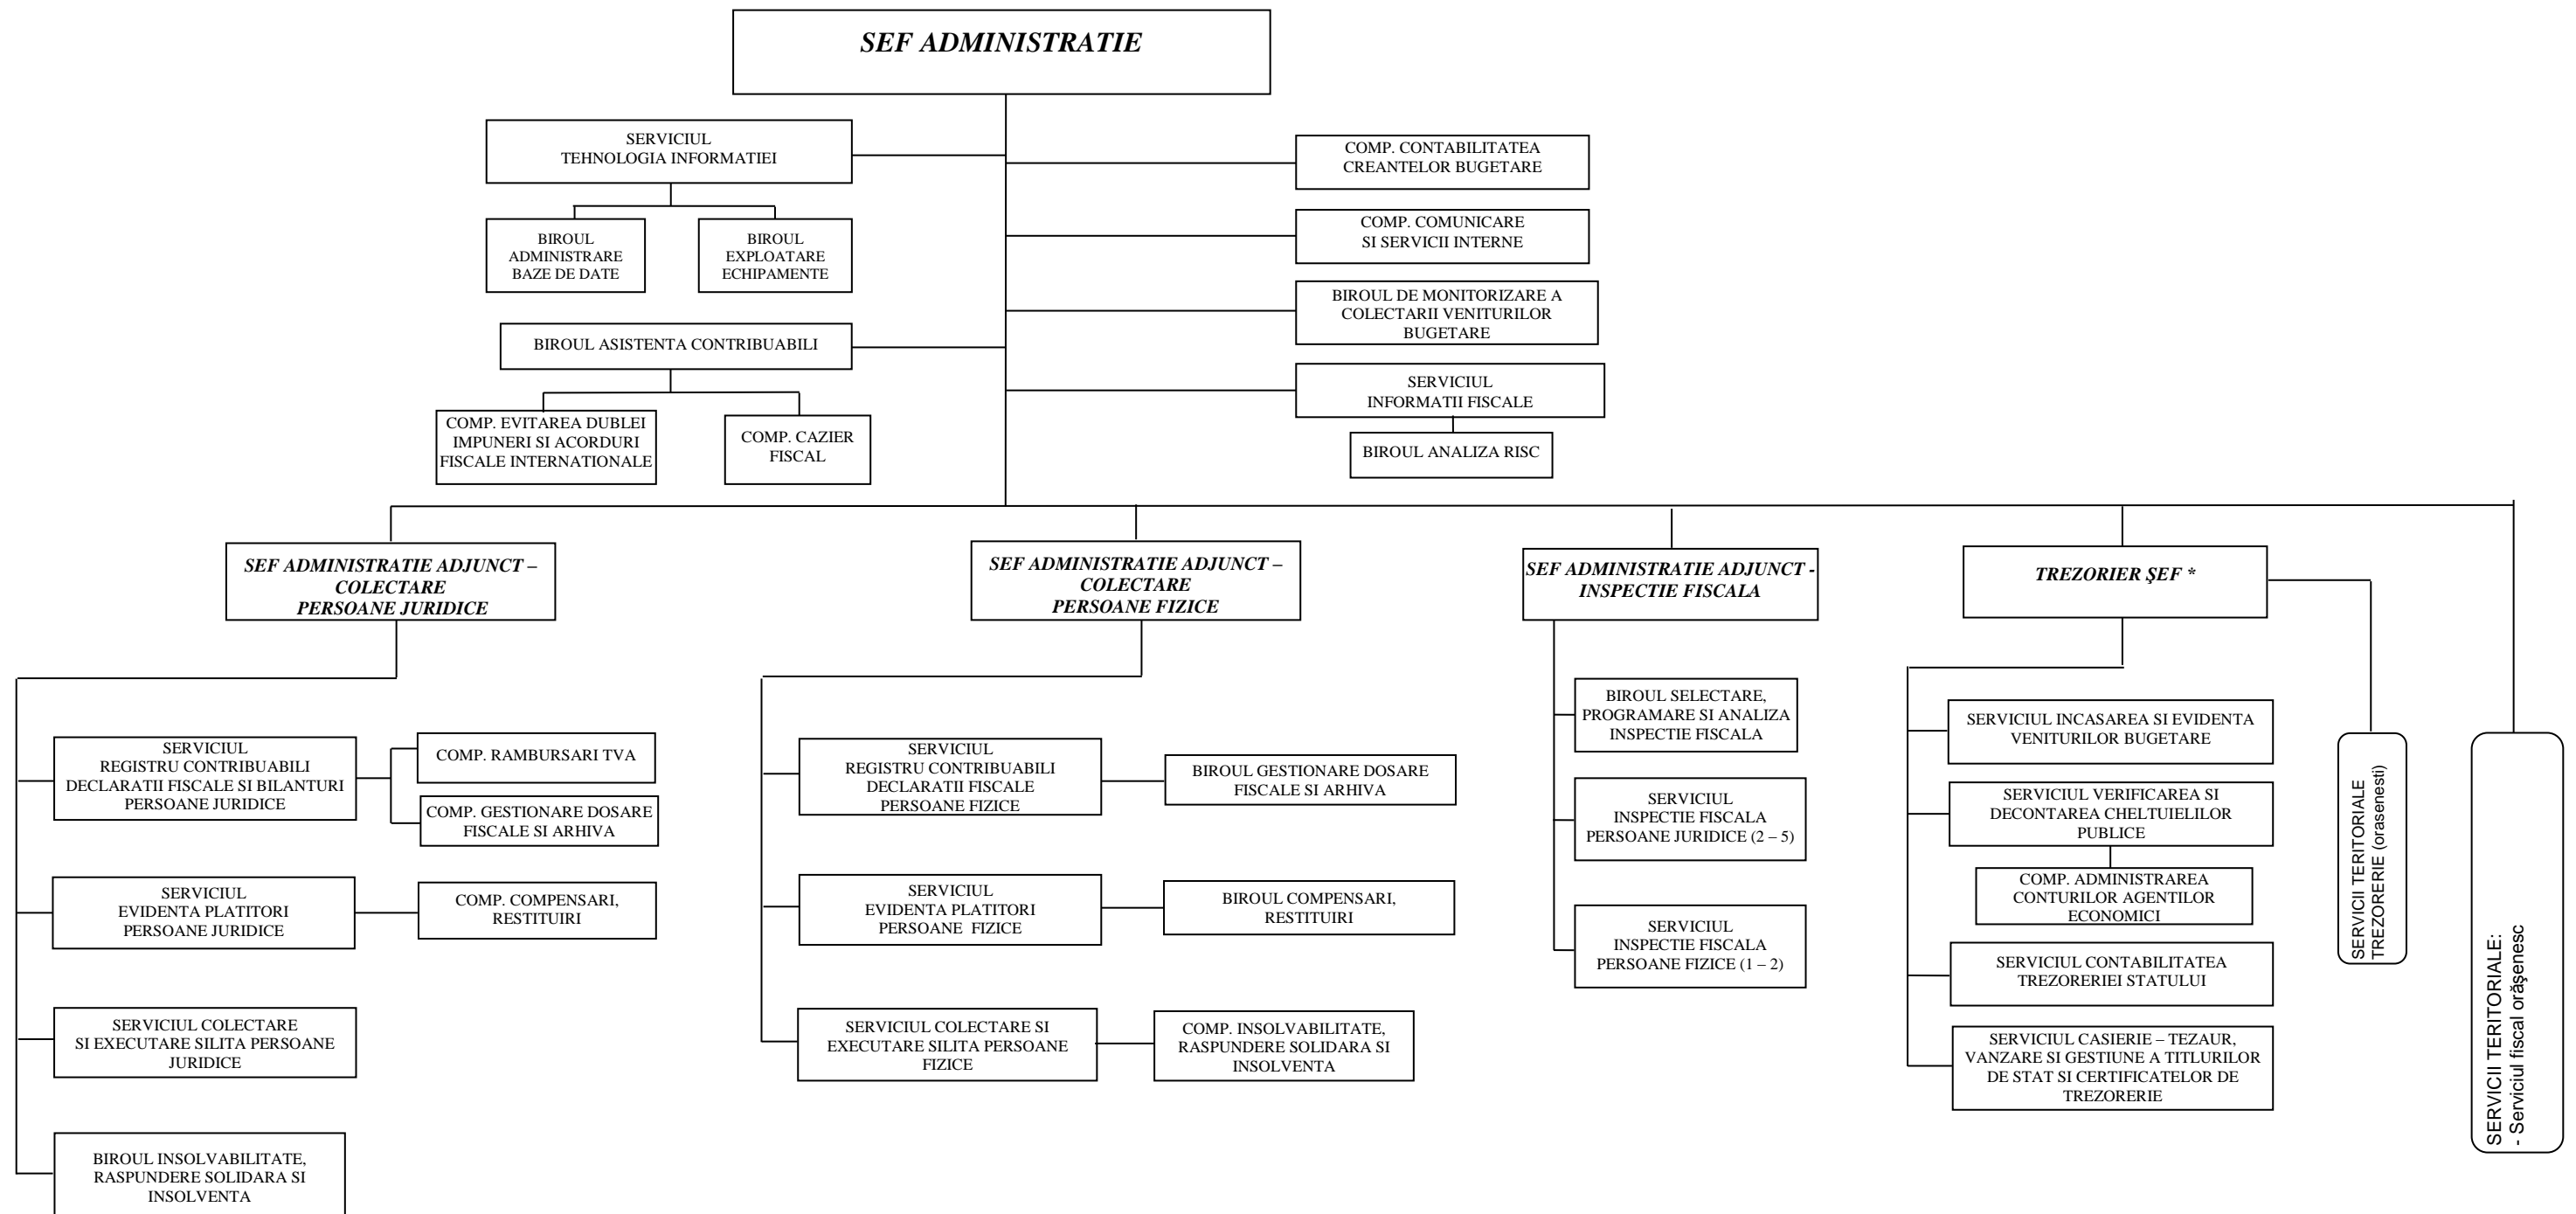 SEF ADMINISTRATIE
SERVICIUL
TEHNOLOGIA INFORMATIEI
BIROUL
ADMINISTRARE
BAZE DE DATE
BIROUL
EXPLOATARE
ECHIPAMENTE
BIROUL ASISTENTA CONTRIBUABILI
COMP. EVITAREA DUBLEI
IMPUNERI SI ACORDURI
FISCALE INTERNATIONALE
COMP. CAZIER
FISCAL
COMP. CONTABILITATEA
CREANTELOR BUGETARE
COMP. COMUNICARE
SI SERVICII INTERNE
BIROUL DE MONITORIZARE A
COLECTARII VENITURILOR
BUGETARE
SERVICIUL
INFORMATII FISCALE
BIROUL ANALIZA RISC
SEF ADMINISTRATIE ADJUNCT –
COLECTARE
PERSOANE JURIDICE
SERVICIUL
REGISTRU CONTRIBUABILI
DECLARATII FISCALE SI BILANTURI
PERSOANE JURIDICE
COMP. RAMBURSARI TVA
COMP. GESTIONARE DOSARE
FISCALE SI ARHIVA
SERVICIUL
EVIDENTA PLATITORI
PERSOANE JURIDICE
COMP. COMPENSARI,
RESTITUIRI
SERVICIUL COLECTARE
SI EXECUTARE SILITA PERSOANE
JURIDICE
BIROUL INSOLVABILITATE,
RASPUNDERE SOLIDARA SI
INSOLVENTA
SEF ADMINISTRATIE ADJUNCT –
COLECTARE
PERSOANE FIZICE
SERVICIUL
REGISTRU CONTRIBUABILI
DECLARATII FISCALE
PERSOANE FIZICE
BIROUL GESTIONARE DOSARE
FISCALE SI ARHIVA
SERVICIUL
EVIDENTA PLATITORI
PERSOANE FIZICE
BIROUL COMPENSARI,
RESTITUIRI
SERVICIUL COLECTARE SI
EXECUTARE SILITA PERSOANE
FIZICE
COMP. INSOLVABILITATE,
RASPUNDERE SOLIDARA SI
INSOLVENTA
SEF ADMINISTRATIE ADJUNCT -
INSPECTIE FISCALA
BIROUL SELECTARE,
PROGRAMARE SI ANALIZA
INSPECTIE FISCALA
SERVICIUL
INSPECTIE FISCALA
PERSOANE JURIDICE (2 – 5)
SERVICIUL
INSPECTIE FISCALA
PERSOANE FIZICE (1 – 2)
TREZORIER ŞEF *
SERVICIUL INCASAREA SI EVIDENTA
VENITURILOR BUGETARE
SERVICIUL VERIFICAREA SI
DECONTAREA CHELTUIELILOR
PUBLICE
COMP. ADMINISTRAREA
CONTURILOR AGENTILOR
ECONOMICI
SERVICIUL CONTABILITATEA
TREZORERIEI STATULUI
SERVICIUL CASIERIE – TEZAUR,
VANZARE SI GESTIUNE A TITLURILOR
DE STAT SI CERTIFICATELOR DE
TREZORERIE
SERVICII TERITORIALE
TREZORERIE (orasenesti)
SERVICII TERITORIALE:
- Serviciul fiscal orăşenesc